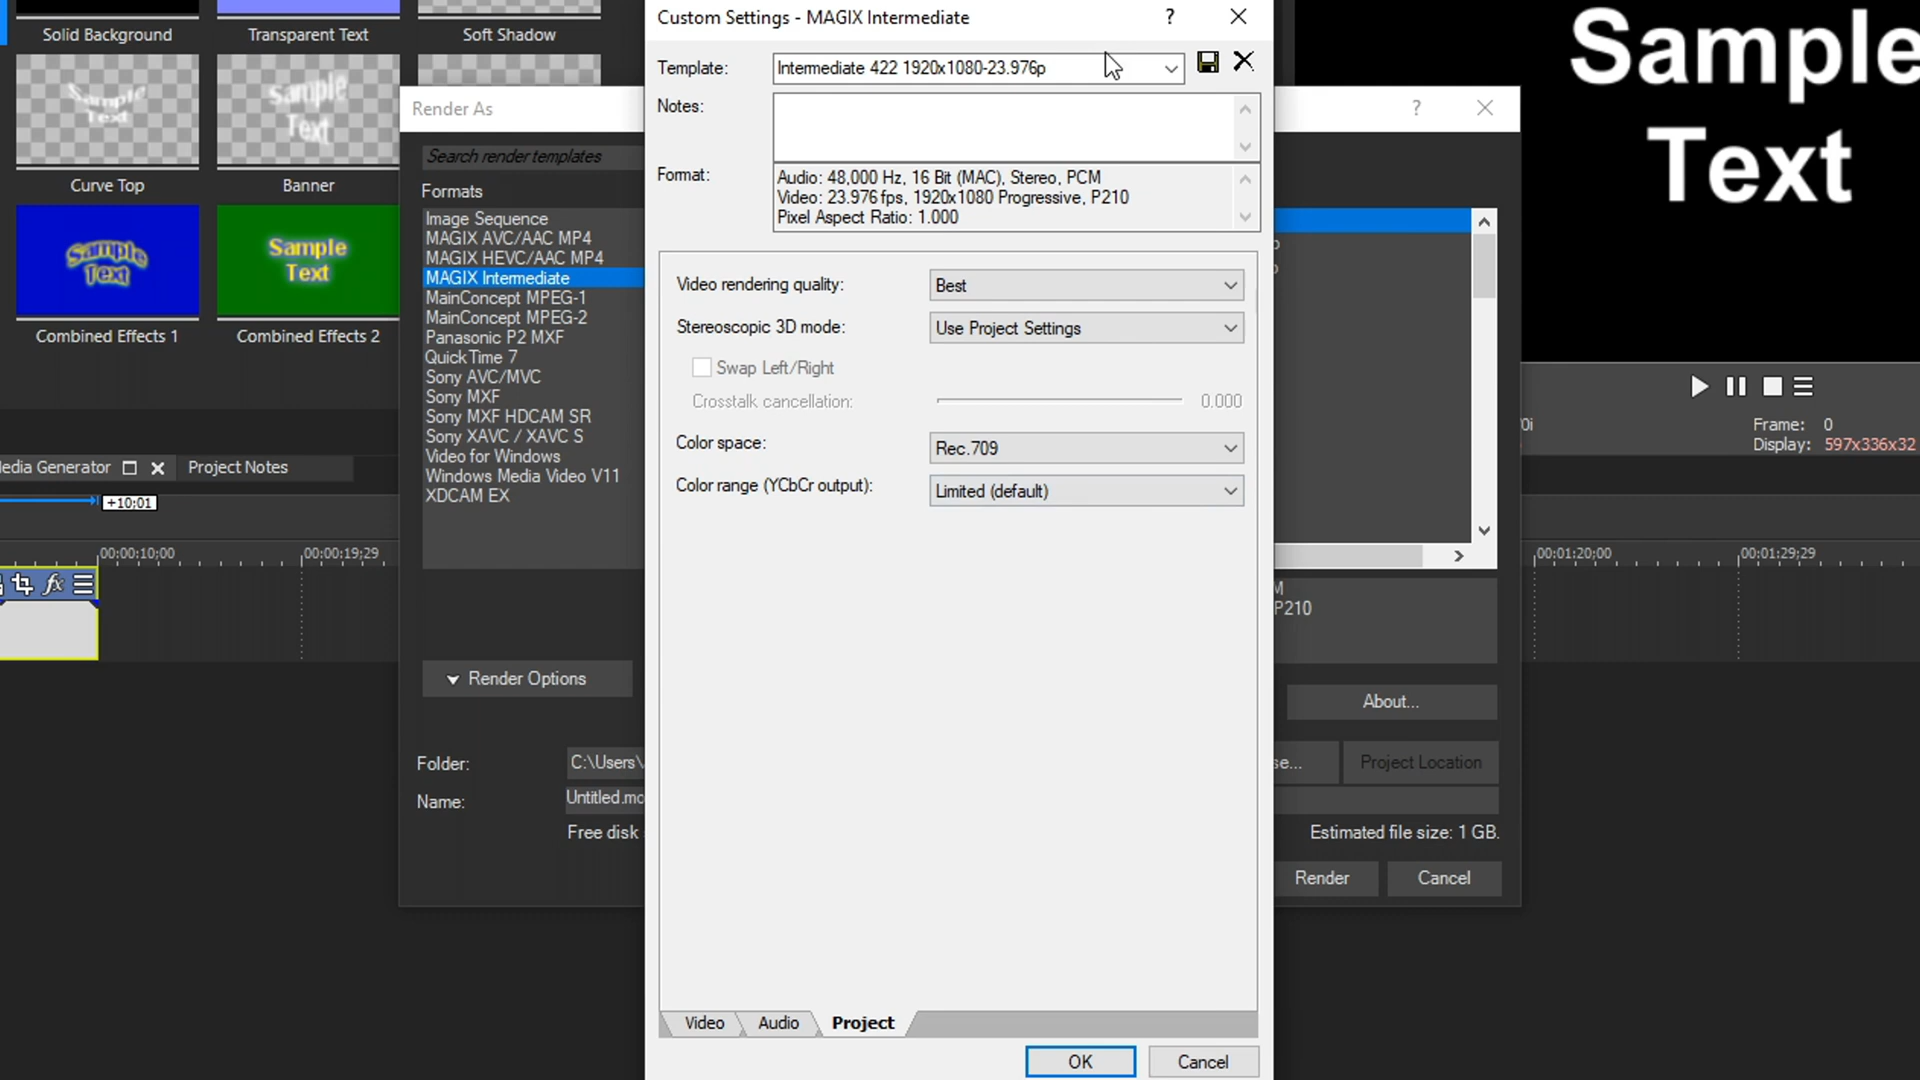 Solid Background
Transparent Text
Soft Shadow
Sample
Text
Curve Top
Sample
Text
Banner
Sample
Text
Combined Effects 1
Sample
Text
Combined Effects 2
Media Generator
Project Notes
+10;01
00:00:10;00
00:00:19;29
00:01:20;00
00:01:29;29
fx
Render As
?
Search render templates
Formats
Image Sequence
MAGIX AVC/AAC MP4
MAGIX HEVC/AAC MP4
MAGIX Intermediate
MainConcept MPEG-1
MainConcept MPEG-2
Panasonic P2 MXF
QuickTime 7
Sony AVC/MVC
Sony MXF
Sony MXF HDCAM SR
Sony XAVC / XAVC S
Video for Windows
Windows Media Video V11
XDCAM EX
Render Options
Folder:
C:\Users\
Name:
Untitled.mo
Free disk
Custom Settings - MAGIX Intermediate
?
Template:
Intermediate 422 1920x1080-23.976p
Notes:
Format:
Audio: 48,000 Hz, 16 Bit (MAC), Stereo, PCM
Video: 23.976 fps, 1920x1080 Progressive, P210
Pixel Aspect Ratio: 1.000
Video rendering quality:
Best
Stereoscopic 3D mode:
Use Project Settings
Swap Left/Right
Crosstalk cancellation:
0.000
Color space:
Rec.709
Color range (YCbCr output):
Limited (default)
Video
Audio
Project
OK
Cancel
P210
About...
se...
Project Location
Estimated file size: 1 GB.
Render
Cancel
Sample
Text
0i
Frame: 0
Display: 597x336x32